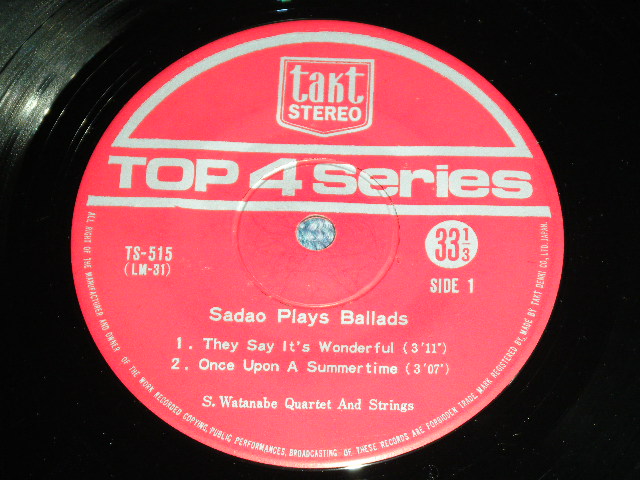 takt
STEREO
TOP 4 Series
TS-515
(LM-31)
33 1/3
SIDE 1
Sadao Plays Ballads
1. They Say It's Wonderful (3'11")
2. Once Upon A Summertime (3'07")
S. Watanabe Quartet And Strings
ALL RIGHT OF THE MANUFACTURER AND OWNER OF THE WORK RECORDED COPYING, PUBLIC PERFORMANCES, BROADCASTING OF THESE RECORDS ARE FORBIDDEN TRADE MARK REGISTERED BY, MADE BY TAKT DENKI CO., LTD. JAPAN.